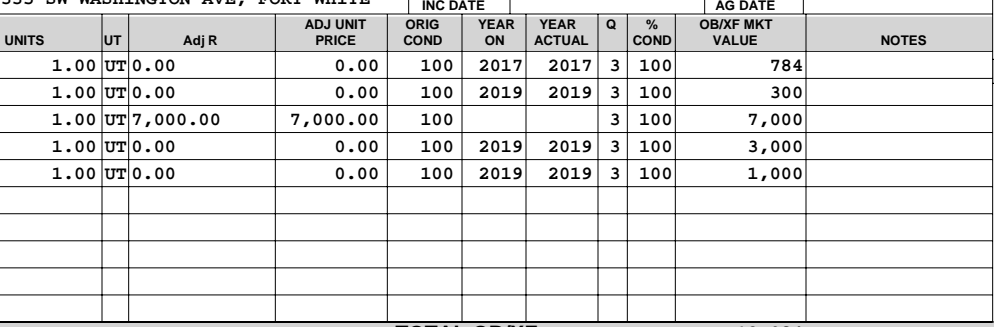 SW WASHINGTON AVE, FORT WHITE INC DATE AG DATE
UNITS UT Adj R ADJ UNIT PRICE ORIG COND YEAR ON YEAR ACTUAL Q % COND OB/XF MKT VALUE NOTES
1.00 UT 0.00 0.00 100 2017 2017 3 100 784
1.00 UT 0.00 0.00 100 2019 2019 3 100 300
1.00 UT 7,000.00 7,000.00 100 3 100 7,000
1.00 UT 0.00 0.00 100 2019 2019 3 100 3,000
1.00 UT 0.00 0.00 100 2019 2019 3 100 1,000